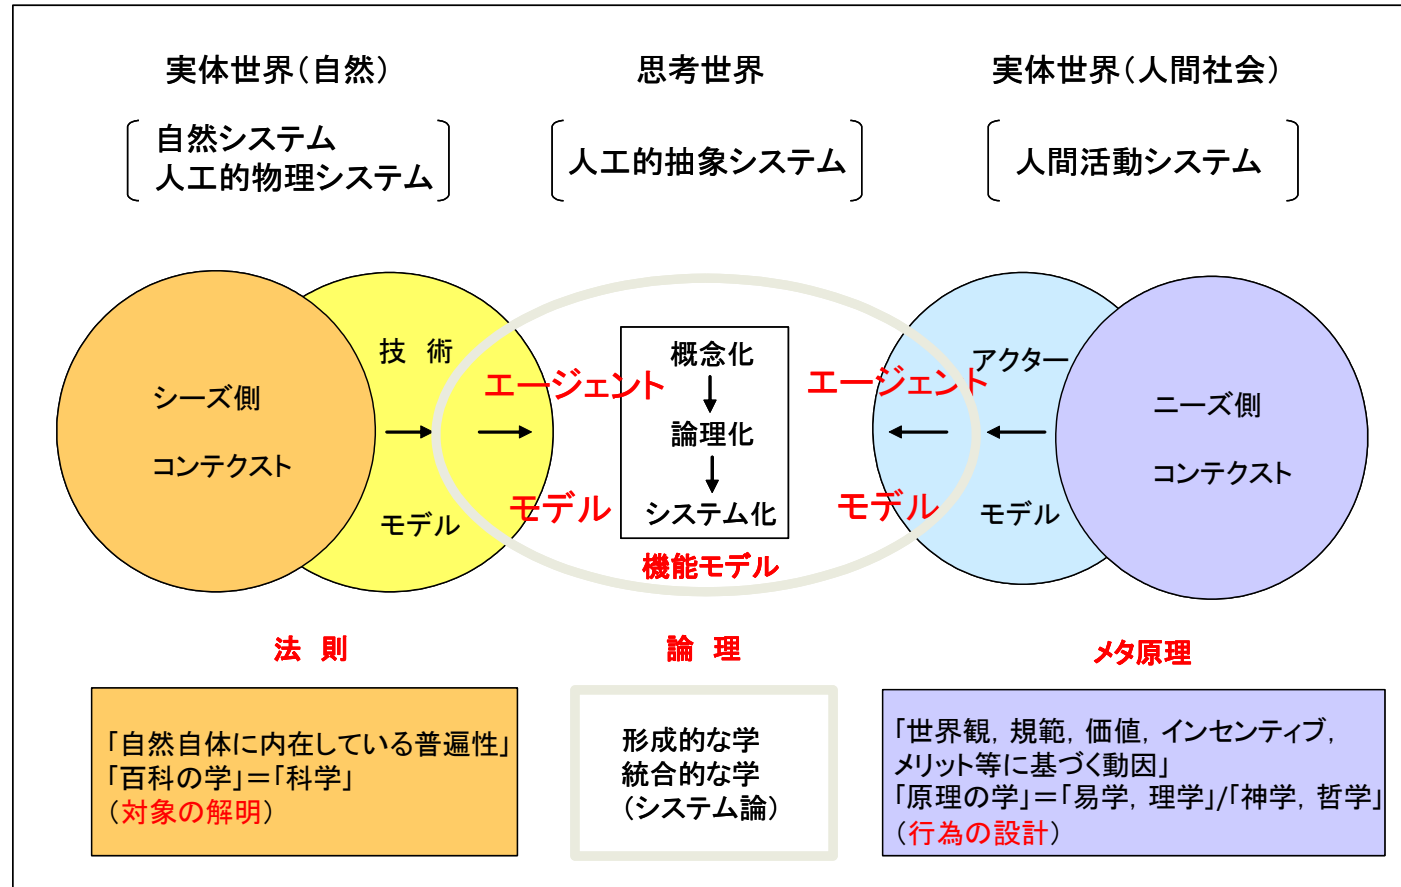 実体世界(自然)
思考世界
実体世界(人間社会)
自然システム
人工的物理システム
人工的抽象システム
人間活動システム
シーズ側
コンテクスト
技　術
モデル
エージェント
モデル
概念化
論理化
システム化
機能モデル
エージェント
モデル
アクター
モデル
ニーズ側
コンテクスト
法　則
論　理
メタ原理
「自然自体に内在している普遍性」
「百科の学」＝「科学」
(対象の解明)
形成的な学
統合的な学
(システム論)
「世界観, 規範, 価値, インセンティブ,
メリット等に基づく動因」
「原理の学」＝「易学, 理学」/「神学, 哲学」
(行為の設計)